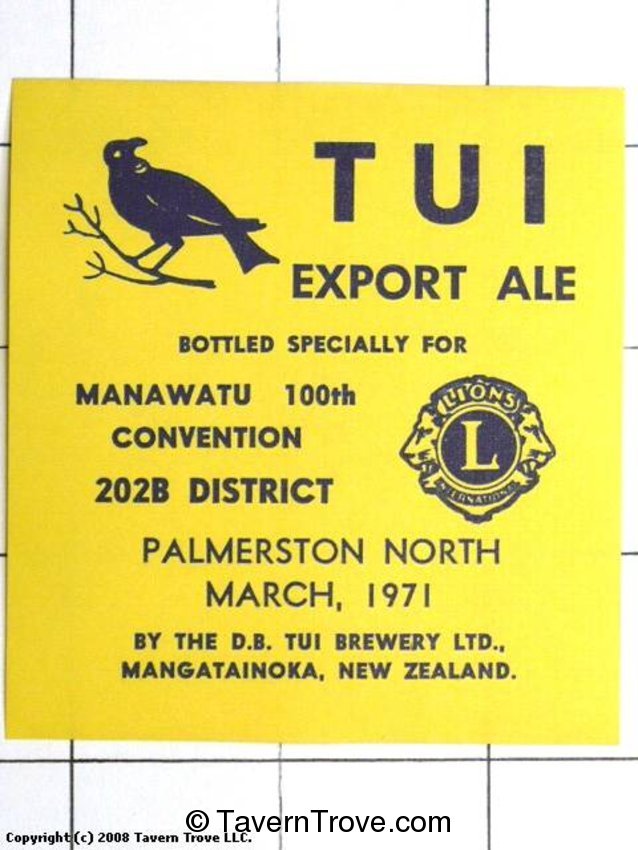 TUI
EXPORT ALE
BOTTLED SPECIALLY FOR
MANAWATU 100th
CONVENTION
202B DISTRICT
LIONS
L
INTERNATIONAL
PALMERSTON NORTH
MARCH, 1971
BY THE D.B. TUI BREWERY LTD.,
MANGATAINOKA, NEW ZEALAND.
© TavernTrove.com
Copyright(c) 2008 Tavern Trove LLC.